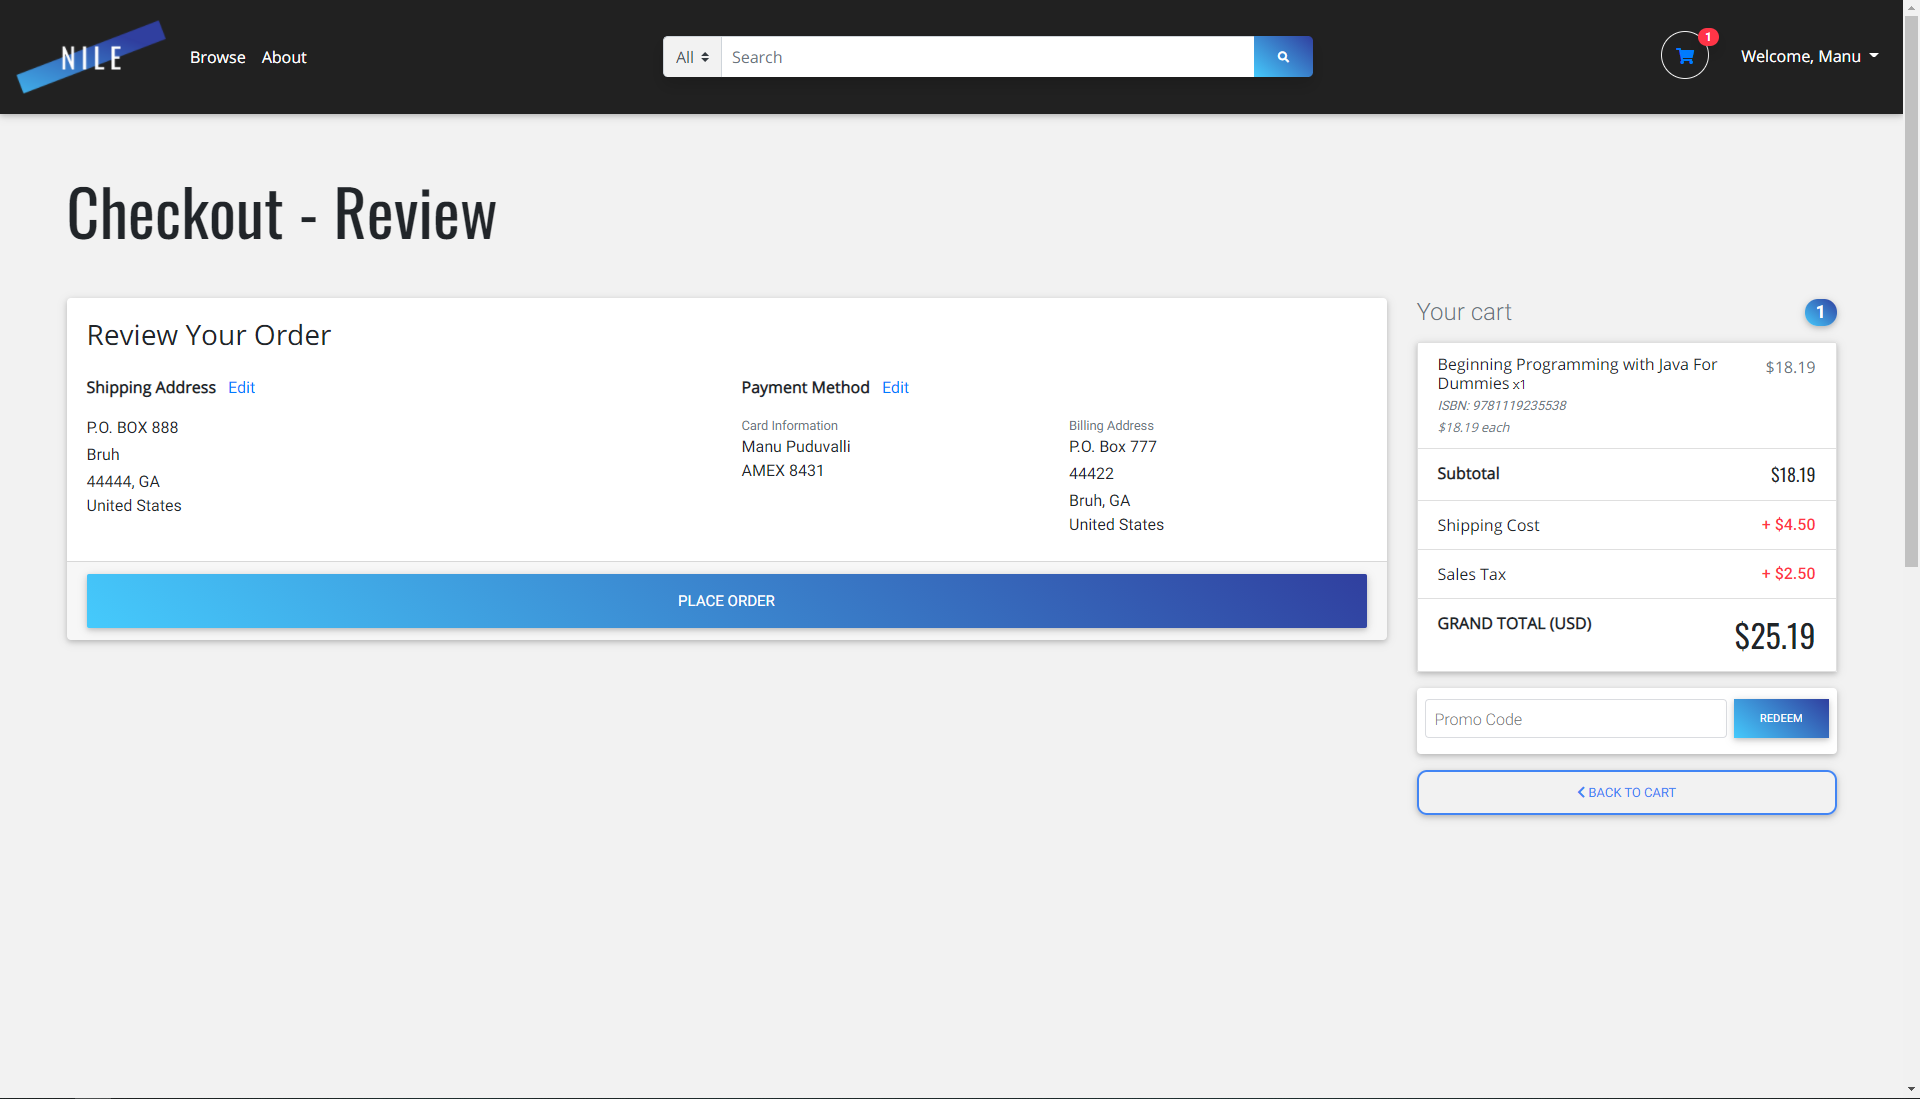 NILE
Browse About
All Search
1
Welcome, Manu
Checkout - Review
Review Your Order
Shipping Address Edit
P.O. BOX 888
Bruh
44444, GA
United States
Payment Method Edit
Card Information
Manu Puduvalli
AMEX 8431
Billing Address
P.O. Box 777
44422
Bruh, GA
United States
PLACE ORDER
Your cart 1
Beginning Programming with Java For $18.19
Dummies x1
ISBN: 9781119235538
$18.19 each
Subtotal $18.19
Shipping Cost + $4.50
Sales Tax + $2.50
GRAND TOTAL (USD) $25.19
Promo Code REDEEM
BACK TO CART